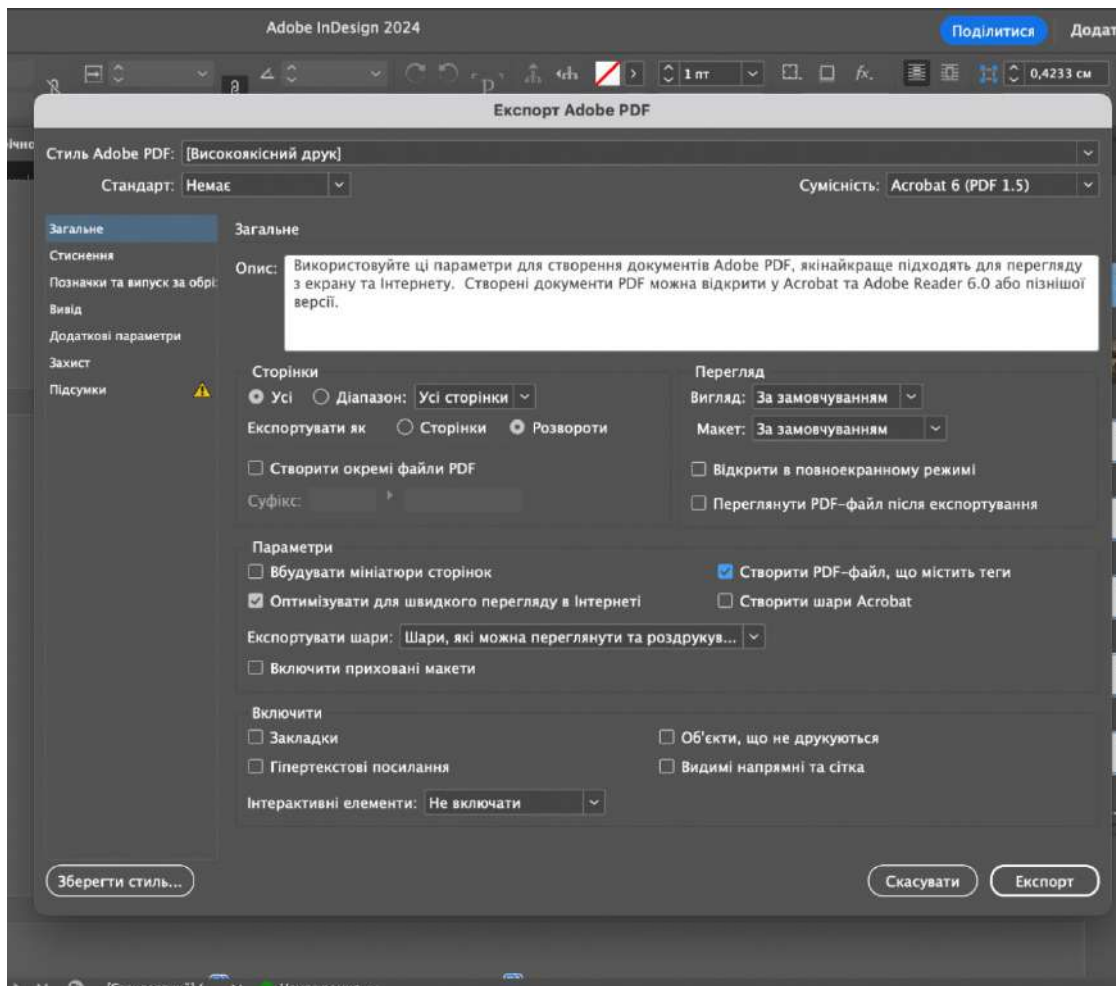 Adobe InDesign 2024
Поділитися
Додат
1 пт
fx.
0,4233 см
Експорт Adobe PDF
ічно
Стиль Adobe PDF: [Високоякісний друк]
Стандарт: Немає
Сумісність: Acrobat 6 (PDF 1.5)
Загальне
Стиснення
Позначки та випуск за обрі:
Вивід
Додаткові параметри
Захист
Підсумки
Загальне
Опис: Використовуйте ці параметри для створення документів Adobe PDF, якінайкраще підходять для перегляду
з екрану та Інтернету. Створені документи PDF можна відкрити у Acrobat та Adobe Reader 6.0 або пізнішої
версії.
Сторінки
Усі Діапазон: Усі сторінки
Експортувати як Сторінки Розвороти
Створити окремі файли PDF
Суфікс:
Перегляд
Вигляд: За замовчуванням
Макет: За замовчуванням
Відкрити в повноекранному режимі
Переглянути PDF-файл після експортування
Параметри
Вбудувати мініатюри сторінок
Створити PDF-файл, що містить теги
Оптимізувати для швидкого перегляду в Інтернеті
Створити шари Acrobat
Експортувати шари: Шари, які можна переглянути та роздрукув...
Включити приховані макети
Включити
Закладки
Об'єкти, що не друкуються
Гіпертекстові посилання
Видимі напрямні та сітка
Інтерактивні елементи: Не включати
Зберегти стиль...
Скасувати
Експорт